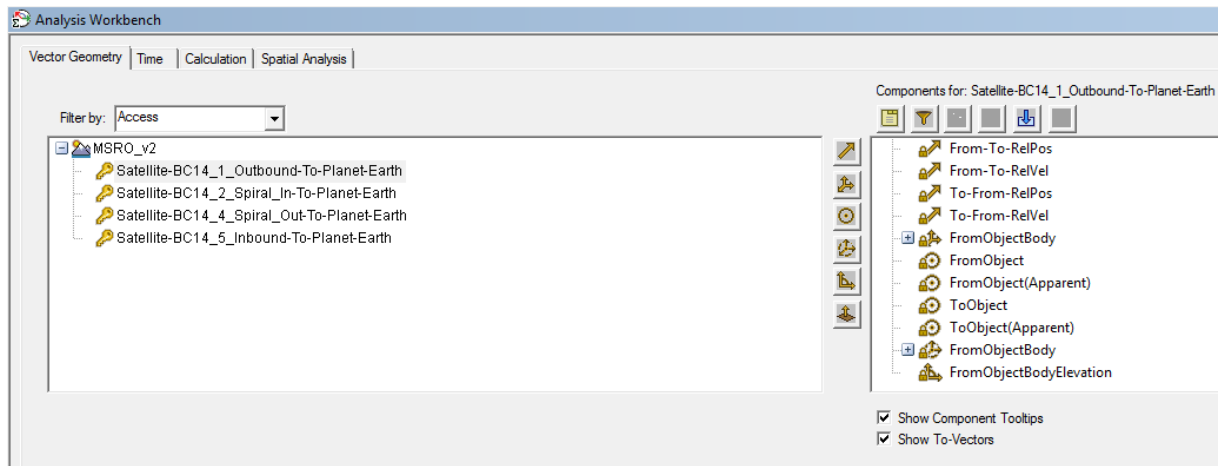 Analysis Workbench
Vector Geometry Time Calculation Spatial Analysis
Filter by: Access
MSRO_v2
Satellite-BC14_1_Outbound-To-Planet-Earth
Satellite-BC14_2_Spiral_In-To-Planet-Earth
Satellite-BC14_4_Spiral_Out-To-Planet-Earth
Satellite-BC14_5_Inbound-To-Planet-Earth
Components for: Satellite-BC14_1_Outbound-To-Planet-Earth
From-To-RelPos
From-To-RelVel
To-From-RelPos
To-From-RelVel
FromObjectBody
FromObject
FromObject(Apparent)
ToObject
ToObject(Apparent)
FromObjectBody
FromObjectBodyElevation
Show Component Tooltips
Show To-Vectors